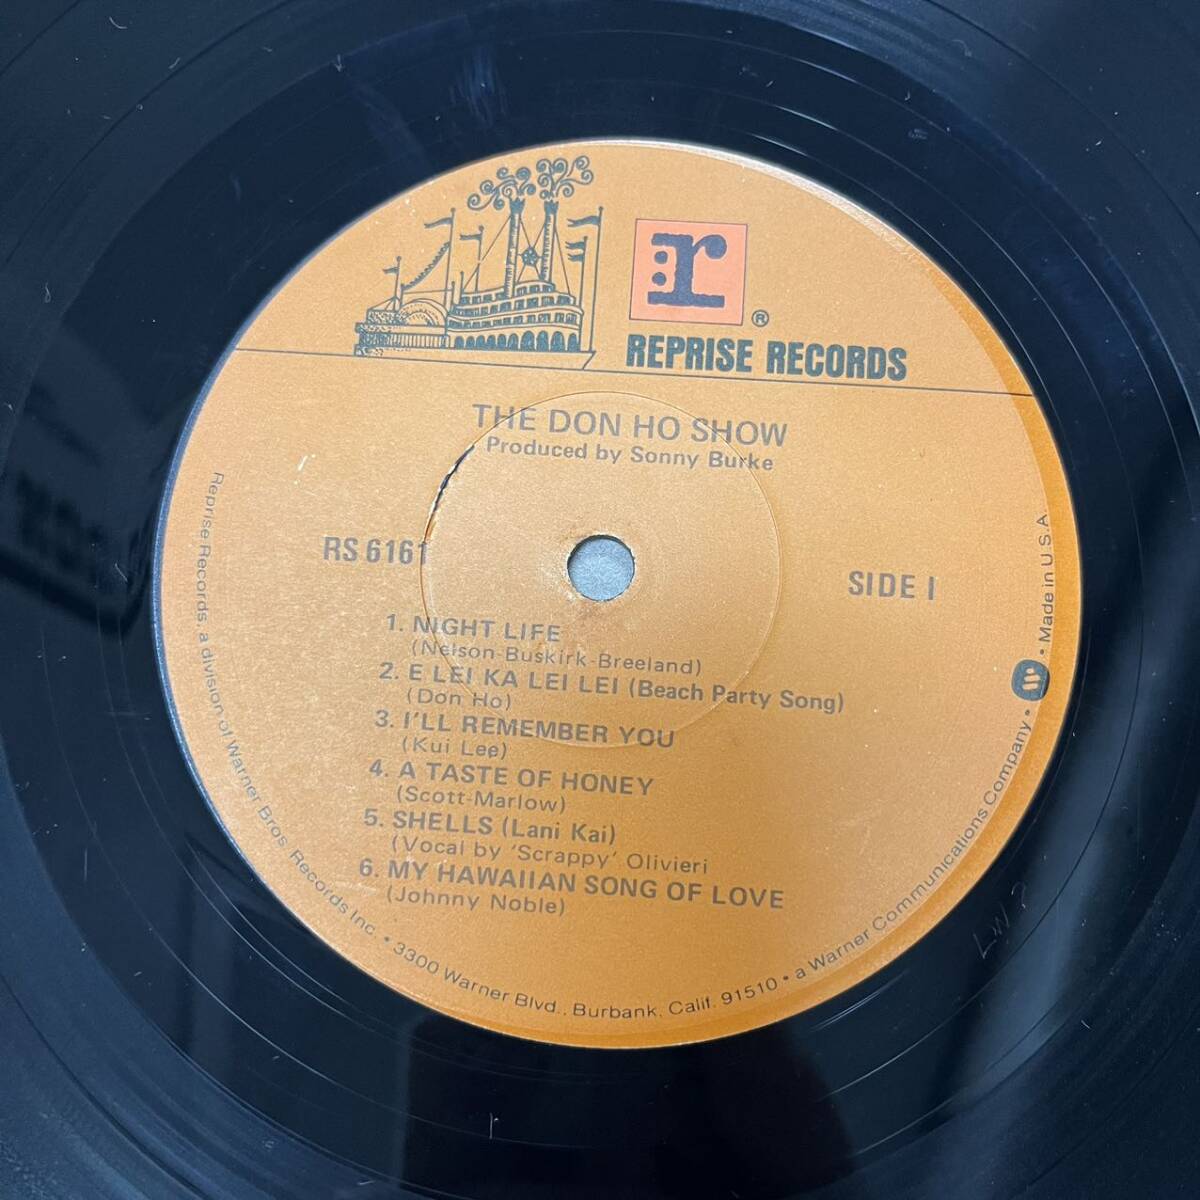 r
®
REPRISE RECORDS
THE DON HO SHOW
Produced by Sonny Burke
RS 6161
SIDE 1
1. NIGHT LIFE
(Nelson-Buskirk-Breeland)
2. E LEI KA LEI LEI (Beach Party Song)
(Don Ho)
3. I'LL REMEMBER YOU
(Kui Lee)
4. A TASTE OF HONEY
(Scott-Marlow)
5. SHELLS (Lani Kai)
(Vocal by 'Scrappy' Olivieri
6. MY HAWAIIAN SONG OF LOVE
(Johnny Noble)
Reprise Records, a division of Warner Bros. Records Inc. • 3300 Warner Blvd., Burbank, Calif. 91510 • a Warner Communications Company • W • Made in U.S.A.